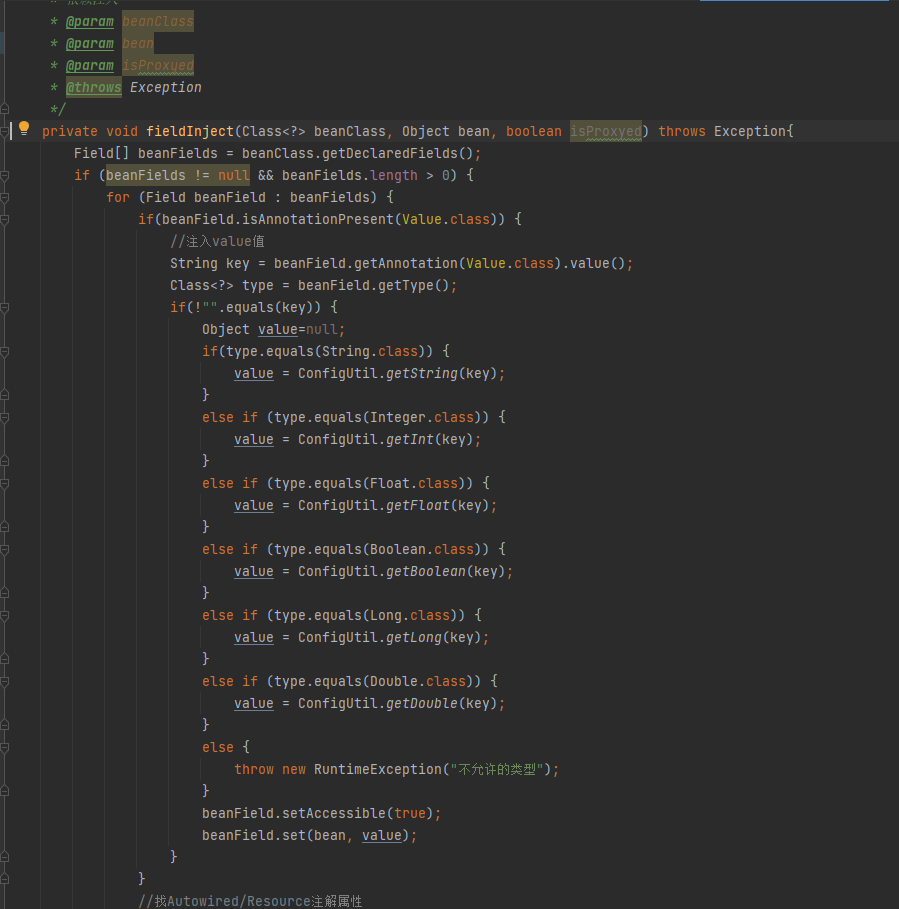 * @param beanClass
* @param bean
* @param isProxyed
* @throws Exception
*/
private void fieldInject(Class<?> beanClass, Object bean, boolean isProxyed) throws Exception{
Field[] beanFields = beanClass.getDeclaredFields();
if (beanFields != null && beanFields.length > 0) {
for (Field beanField : beanFields) {
if(beanField.isAnnotationPresent(Value.class)) {
//注入value值
String key = beanField.getAnnotation(Value.class).value();
Class<?> type = beanField.getType();
if(!"".equals(key)) {
Object value=null;
if(type.equals(String.class)) {
value = ConfigUtil.getString(key);
}
else if (type.equals(Integer.class)) {
value = ConfigUtil.getInt(key);
}
else if (type.equals(Float.class)) {
value = ConfigUtil.getFloat(key);
}
else if (type.equals(Boolean.class)) {
value = ConfigUtil.getBoolean(key);
}
else if (type.equals(Long.class)) {
value = ConfigUtil.getLong(key);
}
else if (type.equals(Double.class)) {
value = ConfigUtil.getDouble(key);
}
else {
throw new RuntimeException("不允许的类型");
}
beanField.setAccessible(true);
beanField.set(bean, value);
}
}
//找Autowired/Resource注解属性